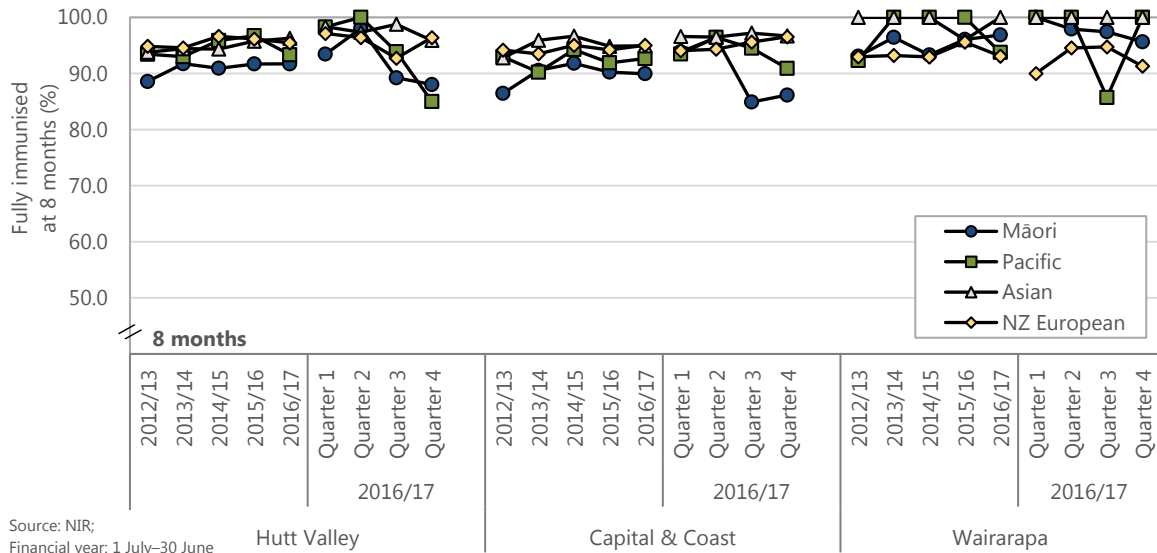 Fully immunised
at 8 months (%)
100.0
90.0
80.0
70.0
60.0
50.0
Māori
Pacific
Asian
NZ European
8 months
2012/13
2013/14
2014/15
2015/16
2016/17
Quarter 1
Quarter 2
Quarter 3
Quarter 4
2012/13
2013/14
2014/15
2015/16
2016/17
Quarter 1
Quarter 2
Quarter 3
Quarter 4
2012/13
2013/14
2014/15
2015/16
2016/17
Quarter 1
Quarter 2
Quarter 3
Quarter 4
2016/17
2016/17
2016/17
Hutt Valley
Capital & Coast
Wairarapa
Source: NIR;
Financial year: 1 July–30 June